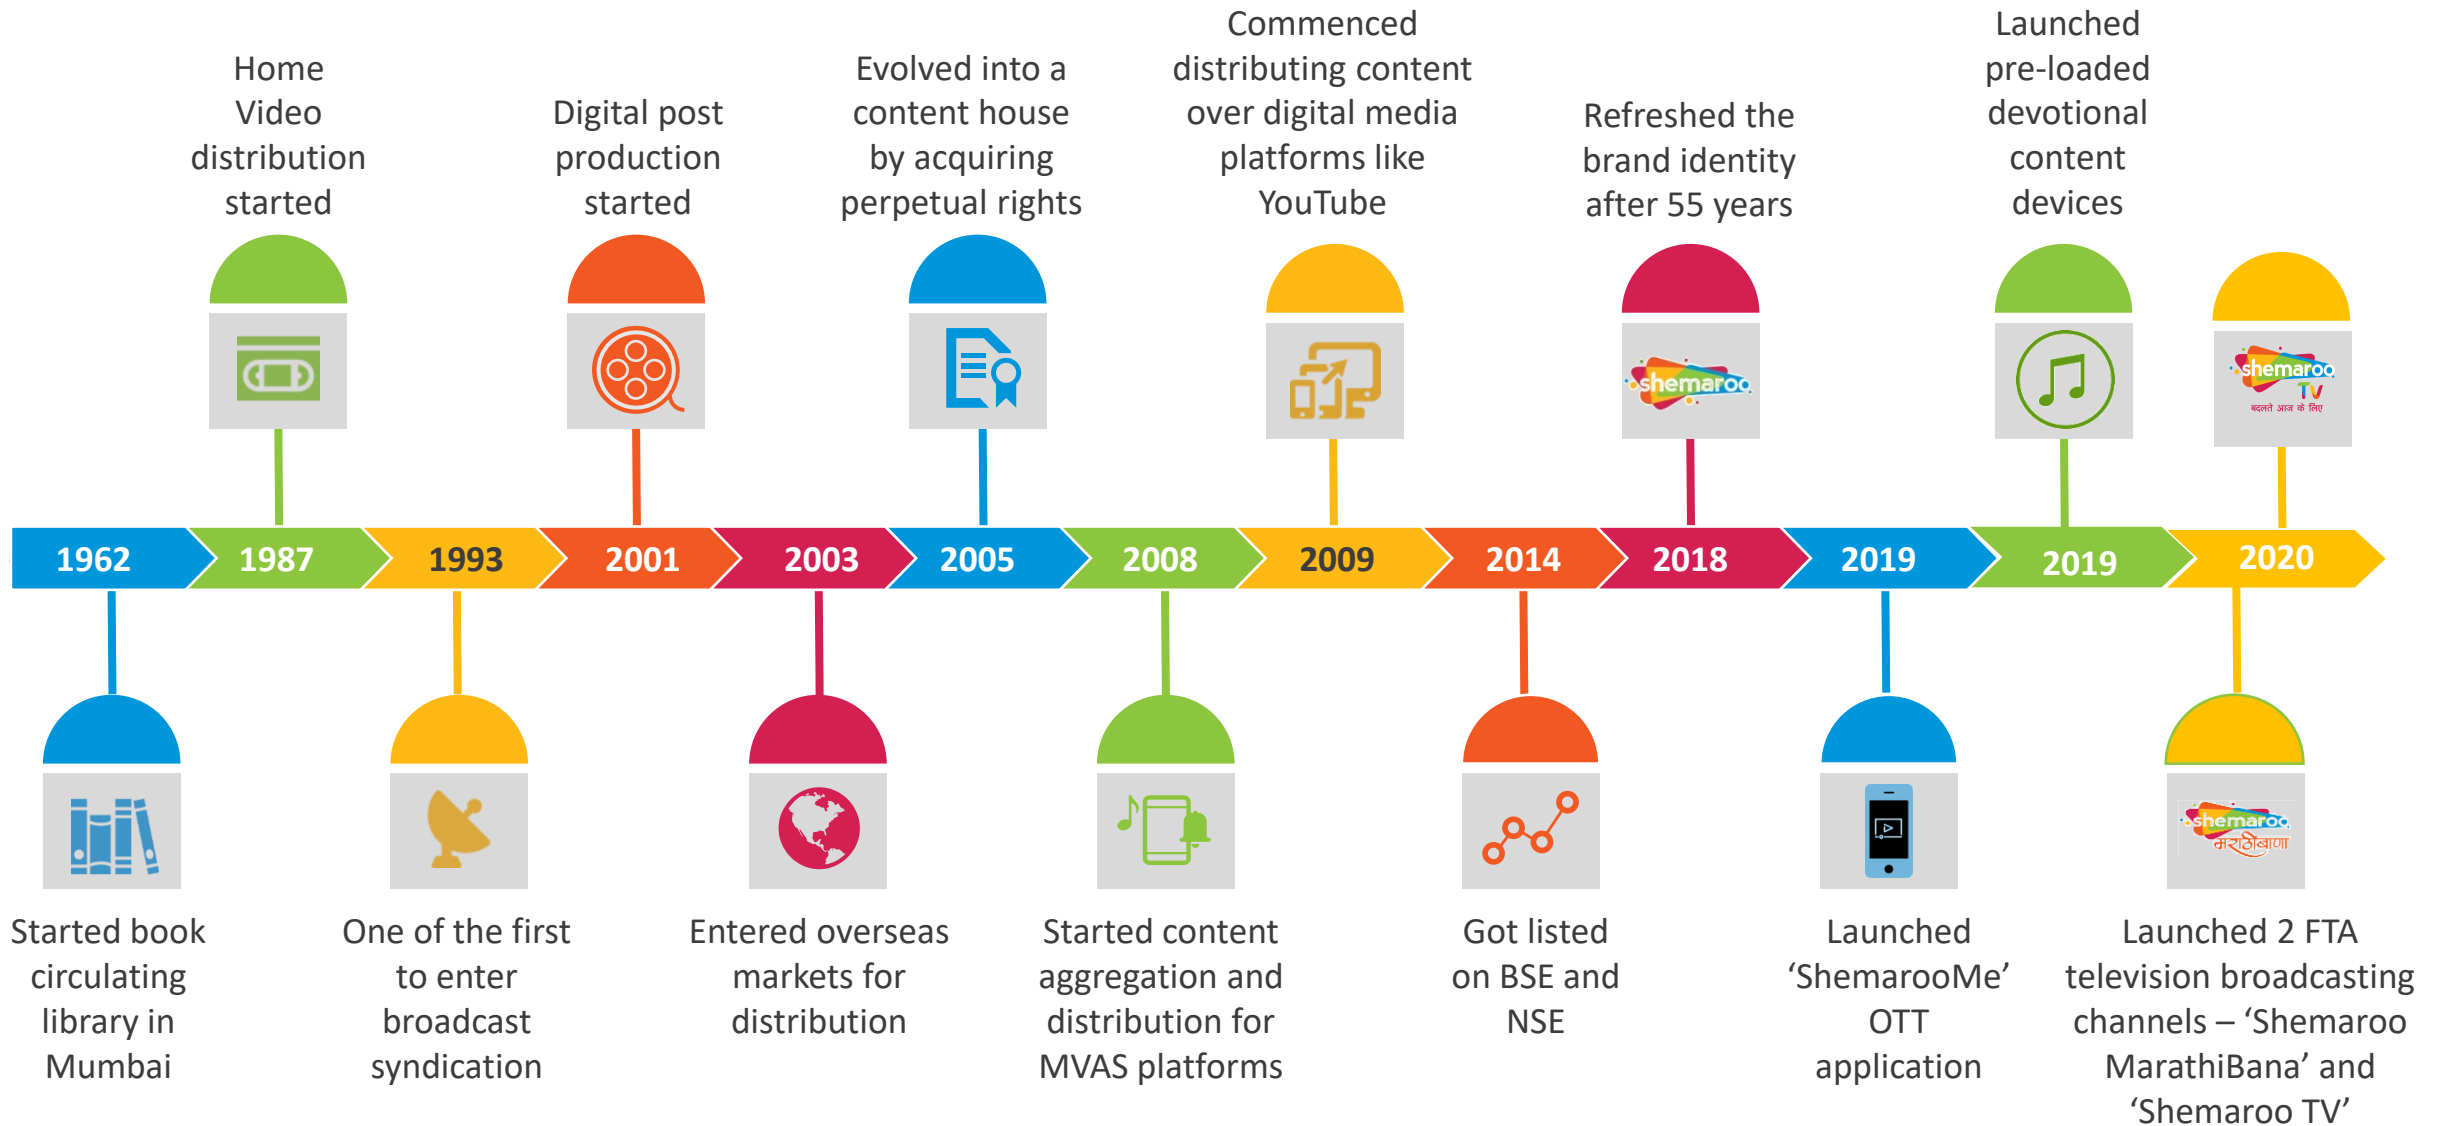 Home
Video
distribution
started
Digital post
production
started
Evolved into a
content house
by acquiring
perpetual rights
Commenced
distributing content
over digital media
platforms like
YouTube
Refreshed the
brand identity
after 55 years
Launched
pre-loaded
devotional
content
devices
shemaroo
shemaroo
TV
बदलते आज के लिए
1962
1987
1993
2001
2003
2005
2008
2009
2014
2018
2019
2019
2020
shemaroo
मराठीबाणा
Started book
circulating
library in
Mumbai
One of the first
to enter
broadcast
syndication
Entered overseas
markets for
distribution
Started content
aggregation and
distribution for
MVAS platforms
Got listed
on BSE and
NSE
Launched
‘ShemarooMe’
OTT
application
Launched 2 FTA
television broadcasting
channels – ‘Shemaroo
MarathiBana’ and
‘Shemaroo TV’